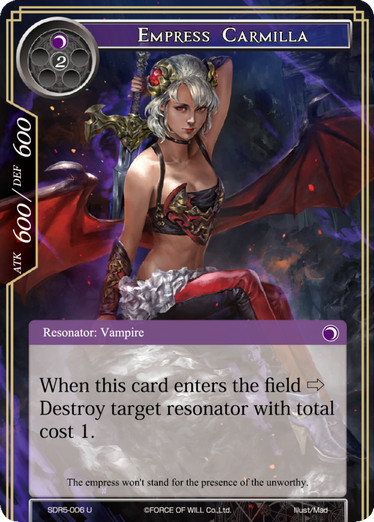 Empress Carmilla
2
ATK 600 / DEF 600
Resonator: Vampire
When this card enters the field ⇨
Destroy target resonator with total
cost 1.
The empress won't stand for the presence of the unworthy.
SDR5-006 U ©FORCE OF WILL Co.,Ltd. Illust/Mad